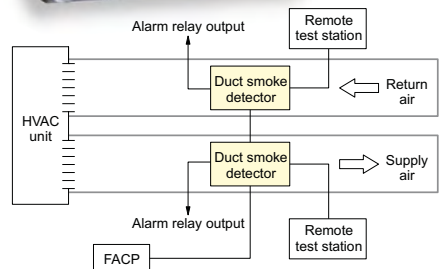 Alarm relay output
Remote
test station
Duct smoke
detector
Return
air
HVAC
unit
Duct smoke
detector
Supply
air
Alarm relay output
Remote
test station
FACP